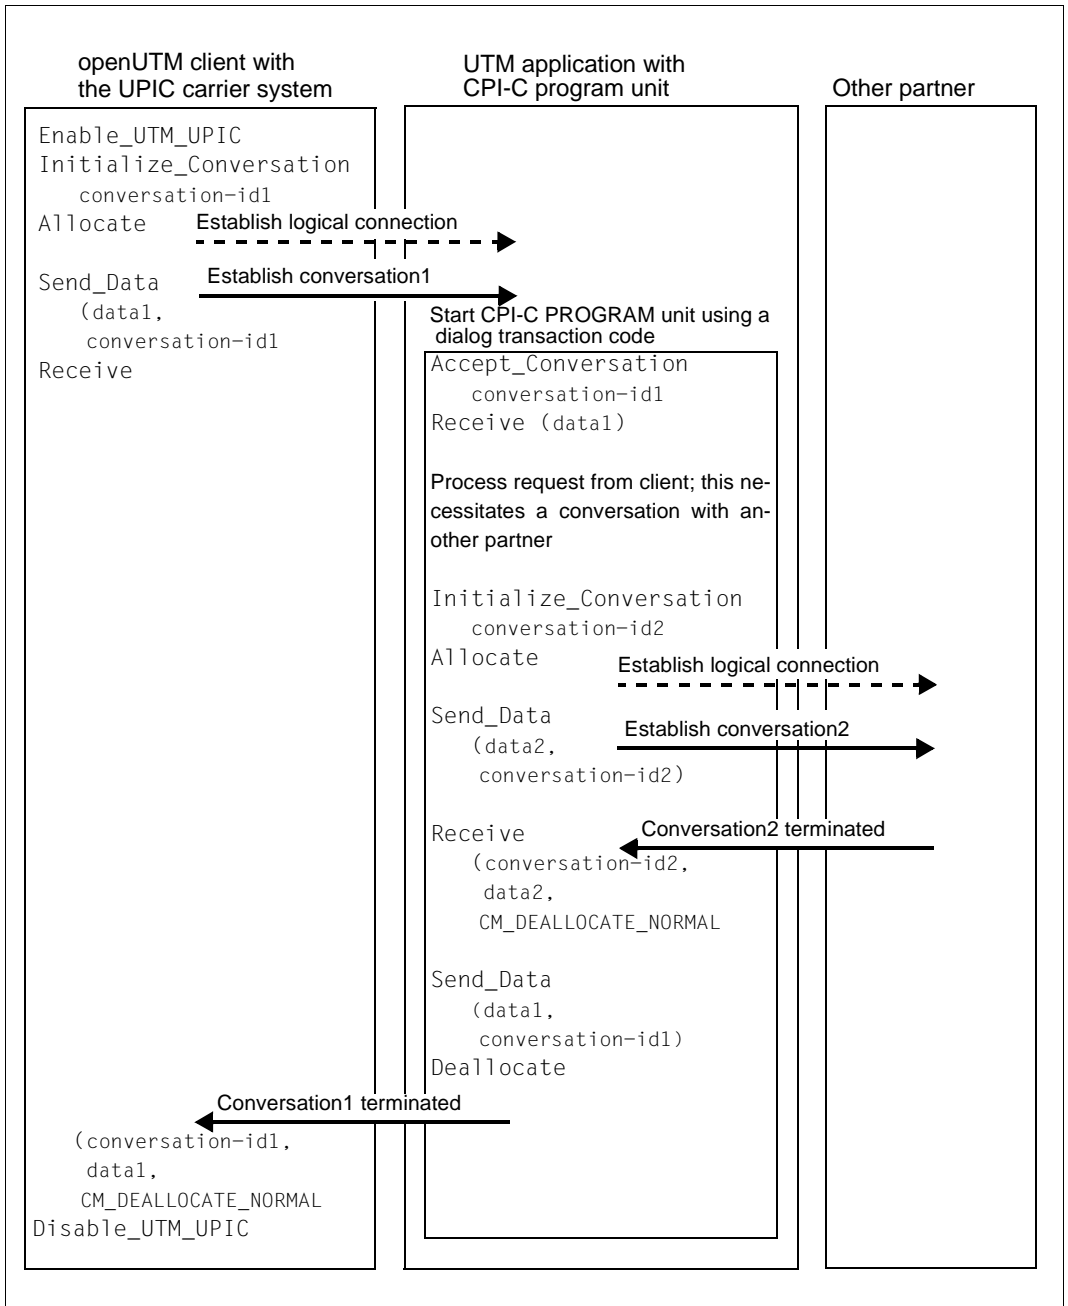 openUTM client with
the UPIC carrier system
UTM application with
CPI-C program unit
Other partner
Enable_UTM_UPIC
Initialize_Conversation
conversation-id1
Allocate
Establish logical connection
Send_Data
Establish conversation1
(data1,
conversation-id1
Receive
Start CPI-C PROGRAM unit using a
dialog transaction code
Accept_Conversation
conversation-id1
Receive (data1)
Process request from client; this ne-
cessitates a conversation with an-
other partner
Initialize_Conversation
conversation-id2
Allocate
Establish logical connection
Send_Data
Establish conversation2
(data2,
conversation-id2)
Receive
Conversation2 terminated
(conversation-id2,
data2,
CM_DEALLOCATE_NORMAL
Send_Data
(data1,
conversation-id1)
Deallocate
Conversation1 terminated
(conversation-id1,
data1,
CM_DEALLOCATE_NORMAL
Disable_UTM_UPIC